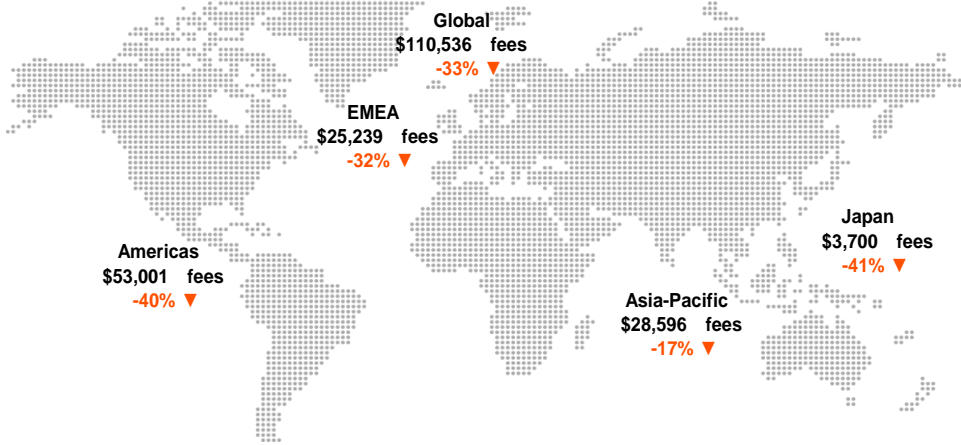 Global
$110,536 fees
-33% ▼
EMEA
$25,239 fees
-32% ▼
Americas
$53,001 fees
-40% ▼
Japan
$3,700 fees
-41% ▼
Asia-Pacific
$28,596 fees
-17% ▼